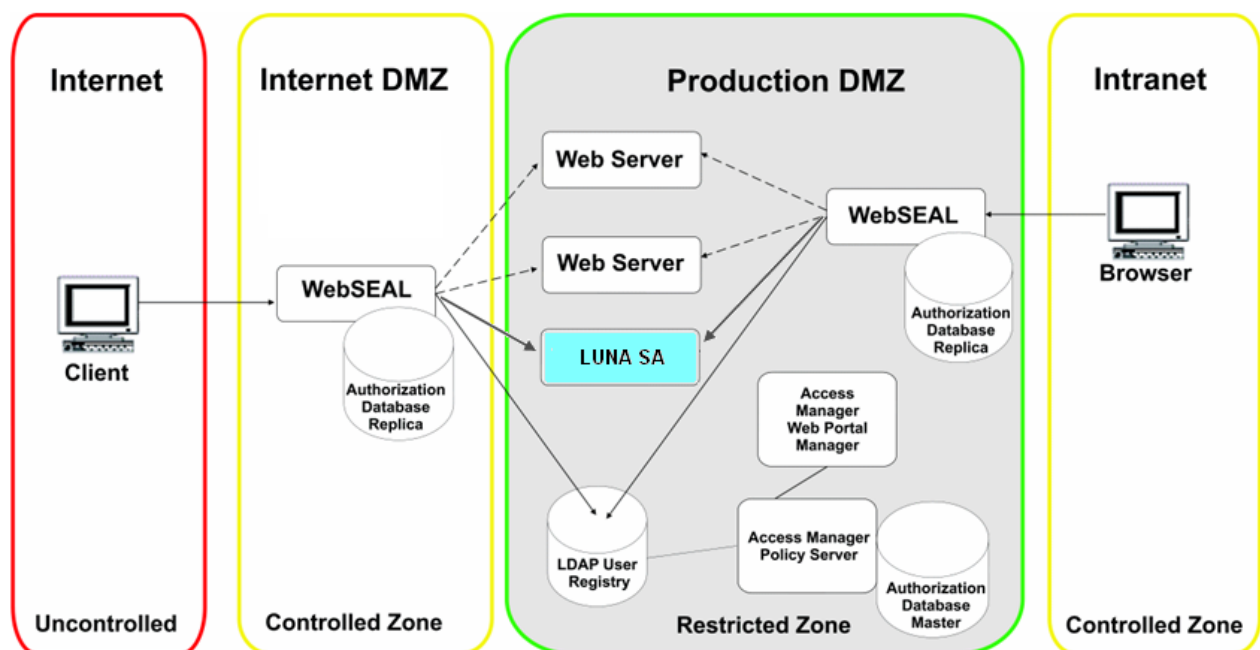 Internet
Internet DMZ
Production DMZ
Intranet
Web Server
WebSEAL
Web Server
Browser
WebSEAL
Authorization
Database
Replica
LUNA SA
Client
Authorization
Database
Replica
Access
Manager
Web Portal
Manager
Access Manager
Policy Server
LDAP User
Registry
Authorization
Database
Master
Uncontrolled
Controlled Zone
Restricted Zone
Controlled Zone